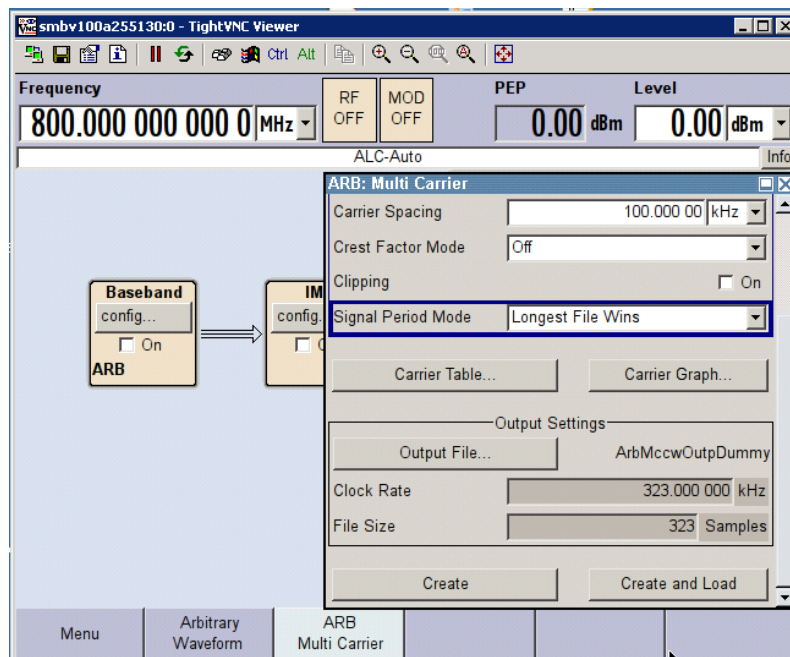 smbv100a255130:0 - TightVNC Viewer
Ctrl Alt
Frequency
800.000 000 000 0 MHz
RF OFF
MOD OFF
PEP
0.00 dBm
Level
0.00 dBm
ALC-Auto
Info
Baseband
config...
On
ARB
IM
config.
ARB: Multi Carrier
Carrier Spacing 100.000 00 kHz
Crest Factor Mode Off
Clipping On
Signal Period Mode Longest File Wins
Carrier Table... Carrier Graph...
Output Settings
Output File... ArbMccwOutpDummy
Clock Rate 323.000 000 kHz
File Size 323 Samples
Create Create and Load
Menu
Arbitrary
Waveform
ARB
Multi Carrier